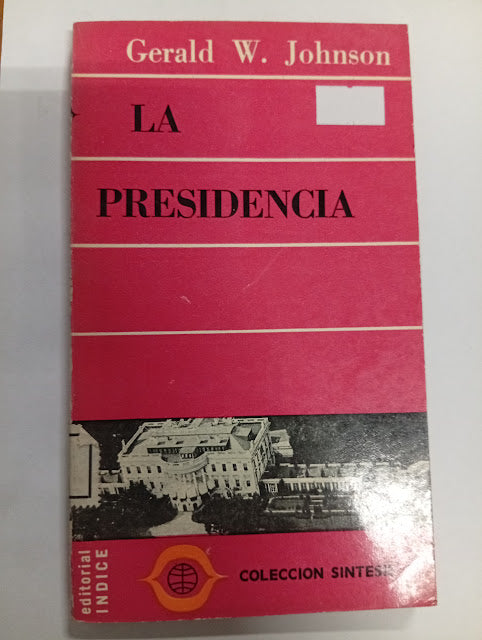 Gerald W. Johnson
LA
PRESIDENCIA
editorial
INDICE
COLECCION SINTESIS